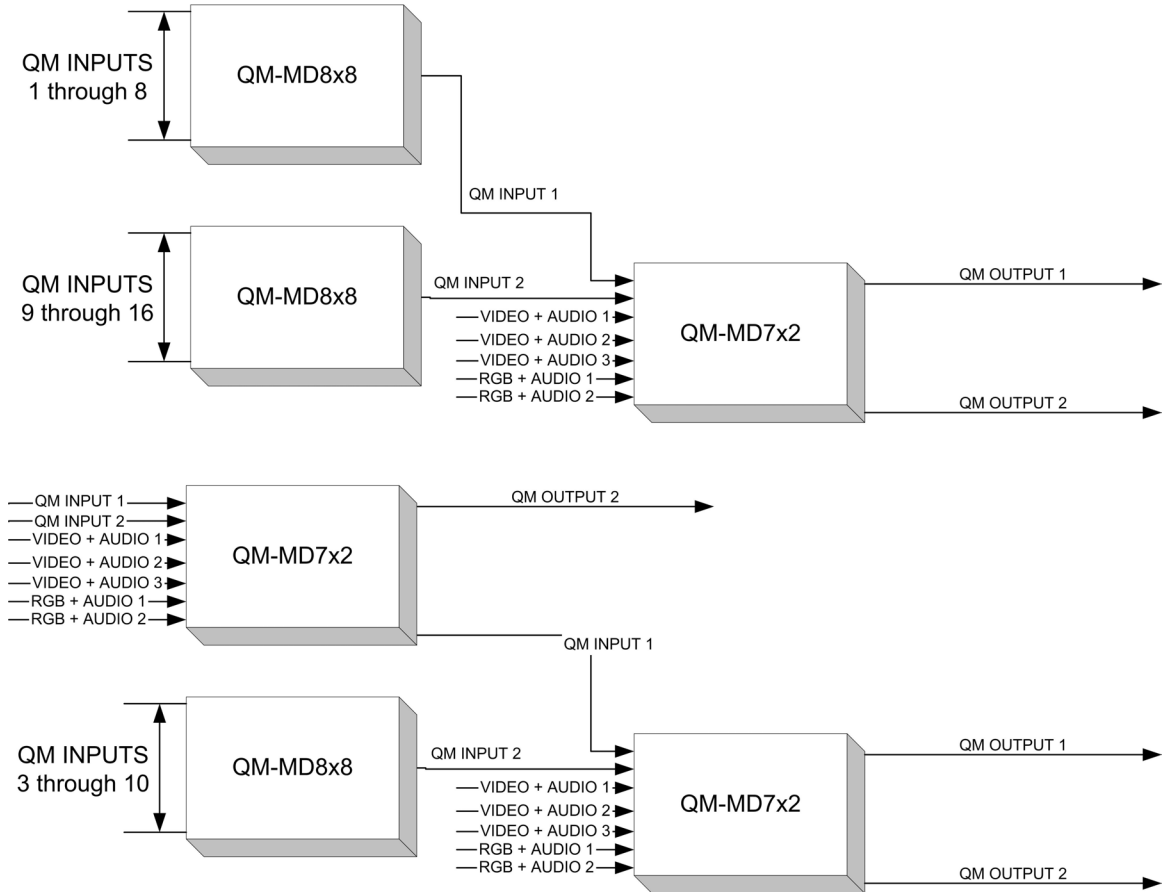 QM INPUTS
1 through 8
QM-MD8x8
QM INPUT 1
QM INPUTS
9 through 16
QM-MD8x8
QM INPUT 2
VIDEO + AUDIO 1
VIDEO + AUDIO 2
VIDEO + AUDIO 3
RGB + AUDIO 1
RGB + AUDIO 2
QM-MD7x2
QM OUTPUT 1
QM OUTPUT 2
QM INPUT 1
QM INPUT 2
VIDEO + AUDIO 1
VIDEO + AUDIO 2
VIDEO + AUDIO 3
RGB + AUDIO 1
RGB + AUDIO 2
QM-MD7x2
QM OUTPUT 2
QM INPUT 1
QM INPUTS
3 through 10
QM-MD8x8
QM INPUT 2
VIDEO + AUDIO 1
VIDEO + AUDIO 2
VIDEO + AUDIO 3
RGB + AUDIO 1
RGB + AUDIO 2
QM-MD7x2
QM OUTPUT 1
QM OUTPUT 2